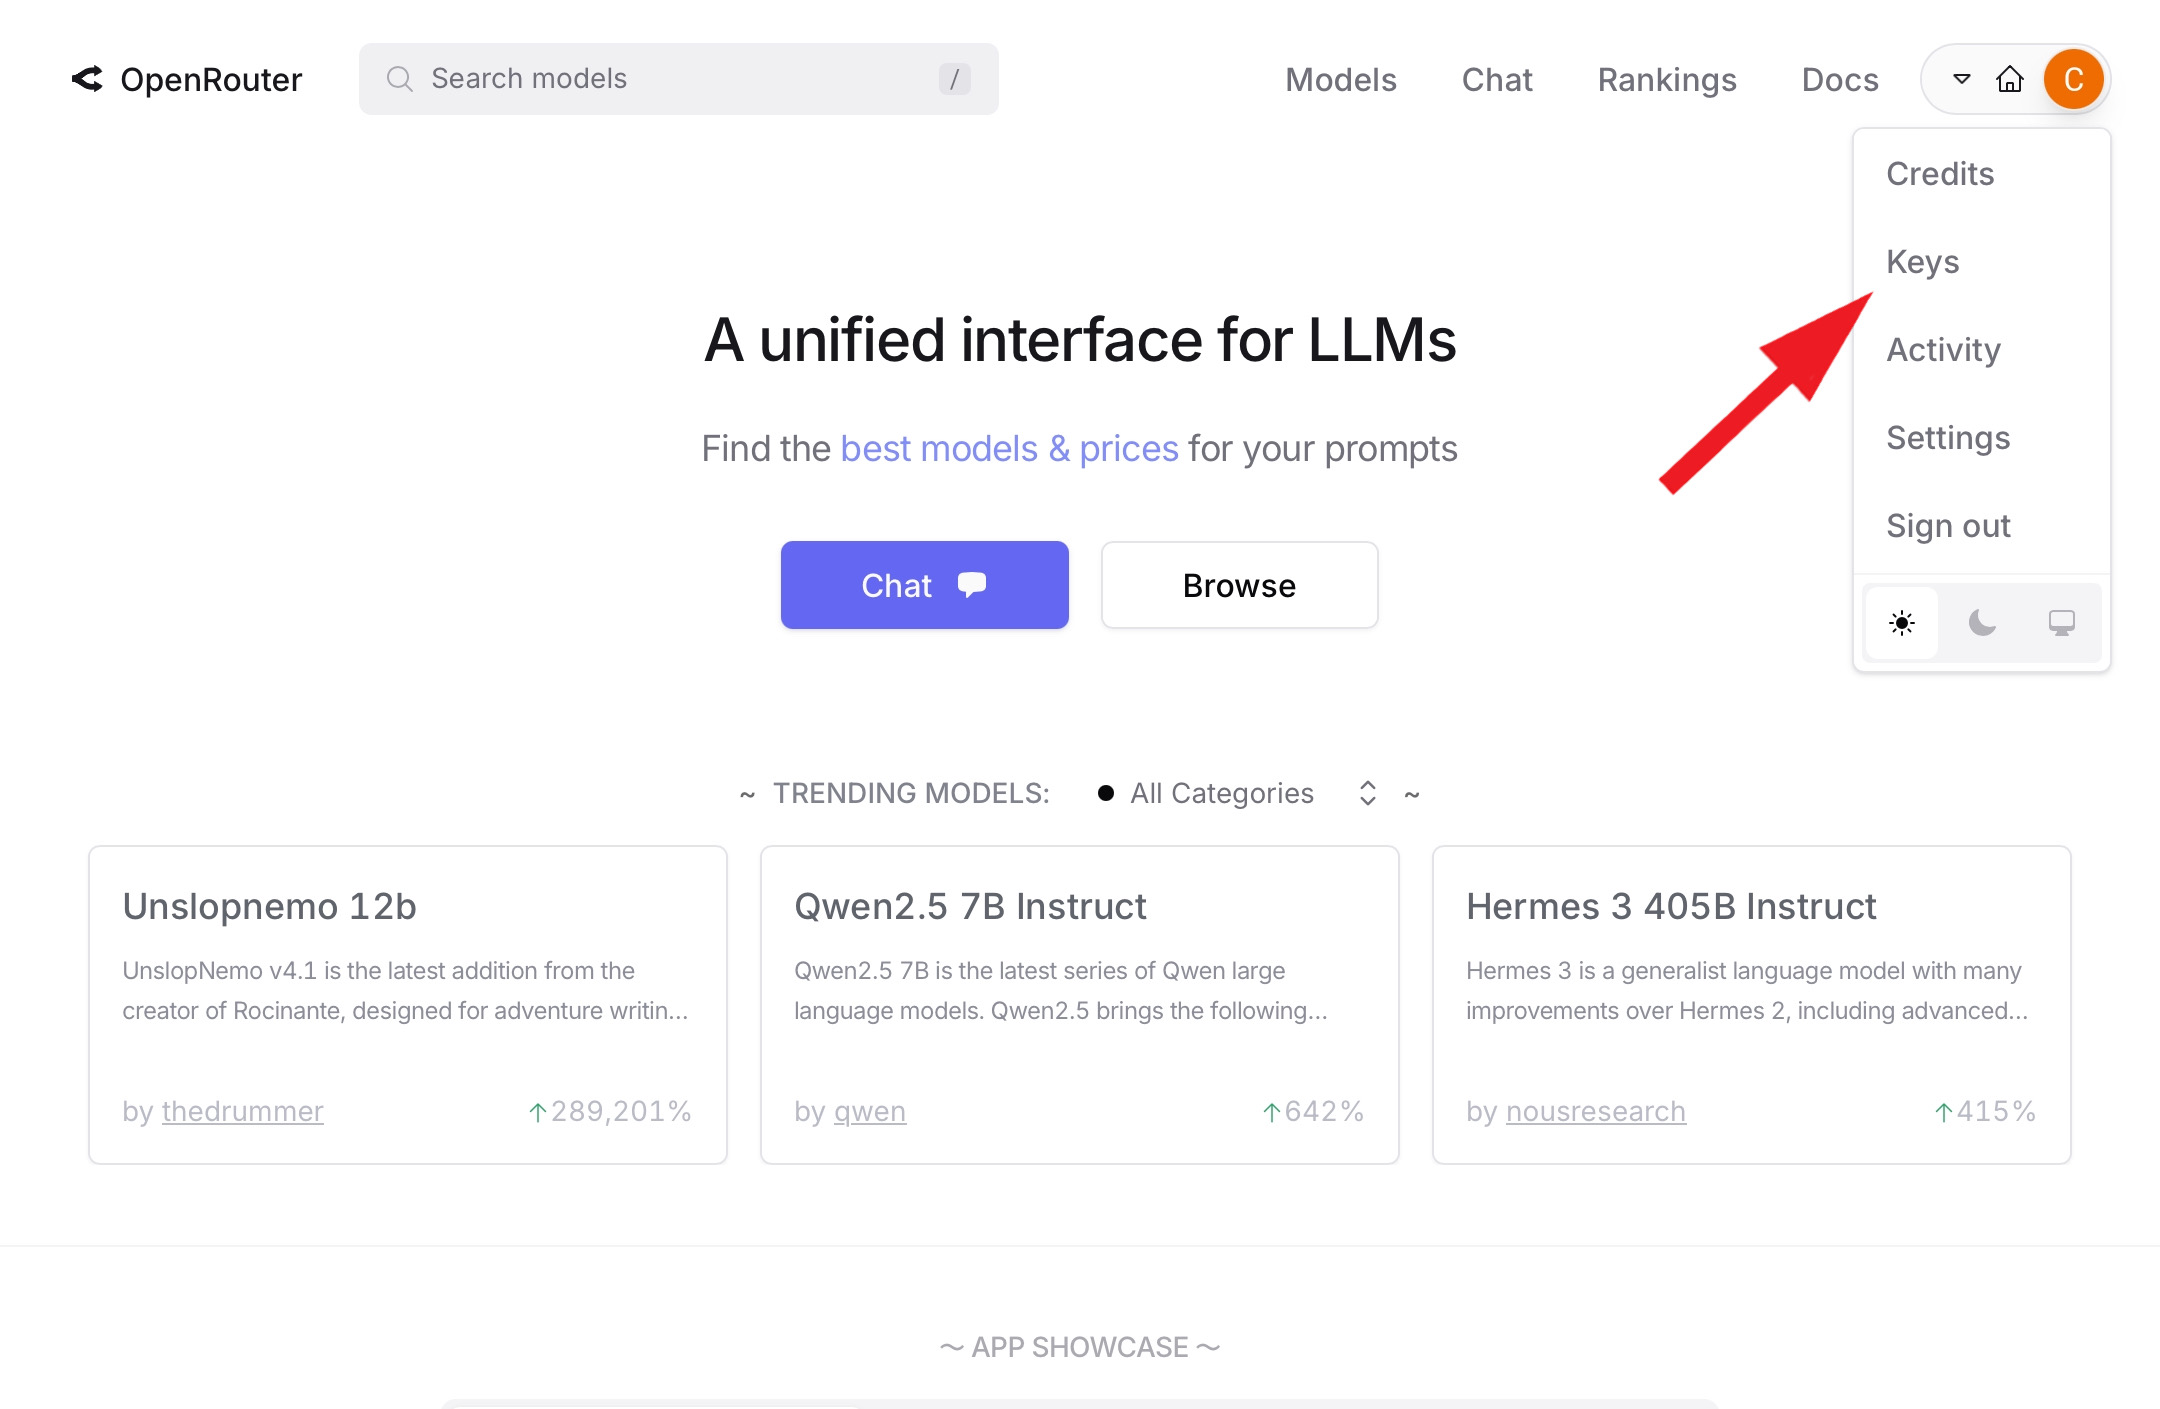 OpenRouter
Search models
/
Models
Chat
Rankings
Docs
C
Credits
Keys
Activity
Settings
Sign out
A unified interface for LLMs
Find the best models & prices for your prompts
Chat
Browse
~ TRENDING MODELS: All Categories ~
Unslopnemo 12b
UnslopNemo v4.1 is the latest addition from the
creator of Rocinante, designed for adventure writin...
by thedrummer
↑289,201%
Qwen2.5 7B Instruct
Qwen2.5 7B is the latest series of Qwen large
language models. Qwen2.5 brings the following...
by qwen
↑642%
Hermes 3 405B Instruct
Hermes 3 is a generalist language model with many
improvements over Hermes 2, including advanced...
by nousresearch
↑415%
～ APP SHOWCASE ～